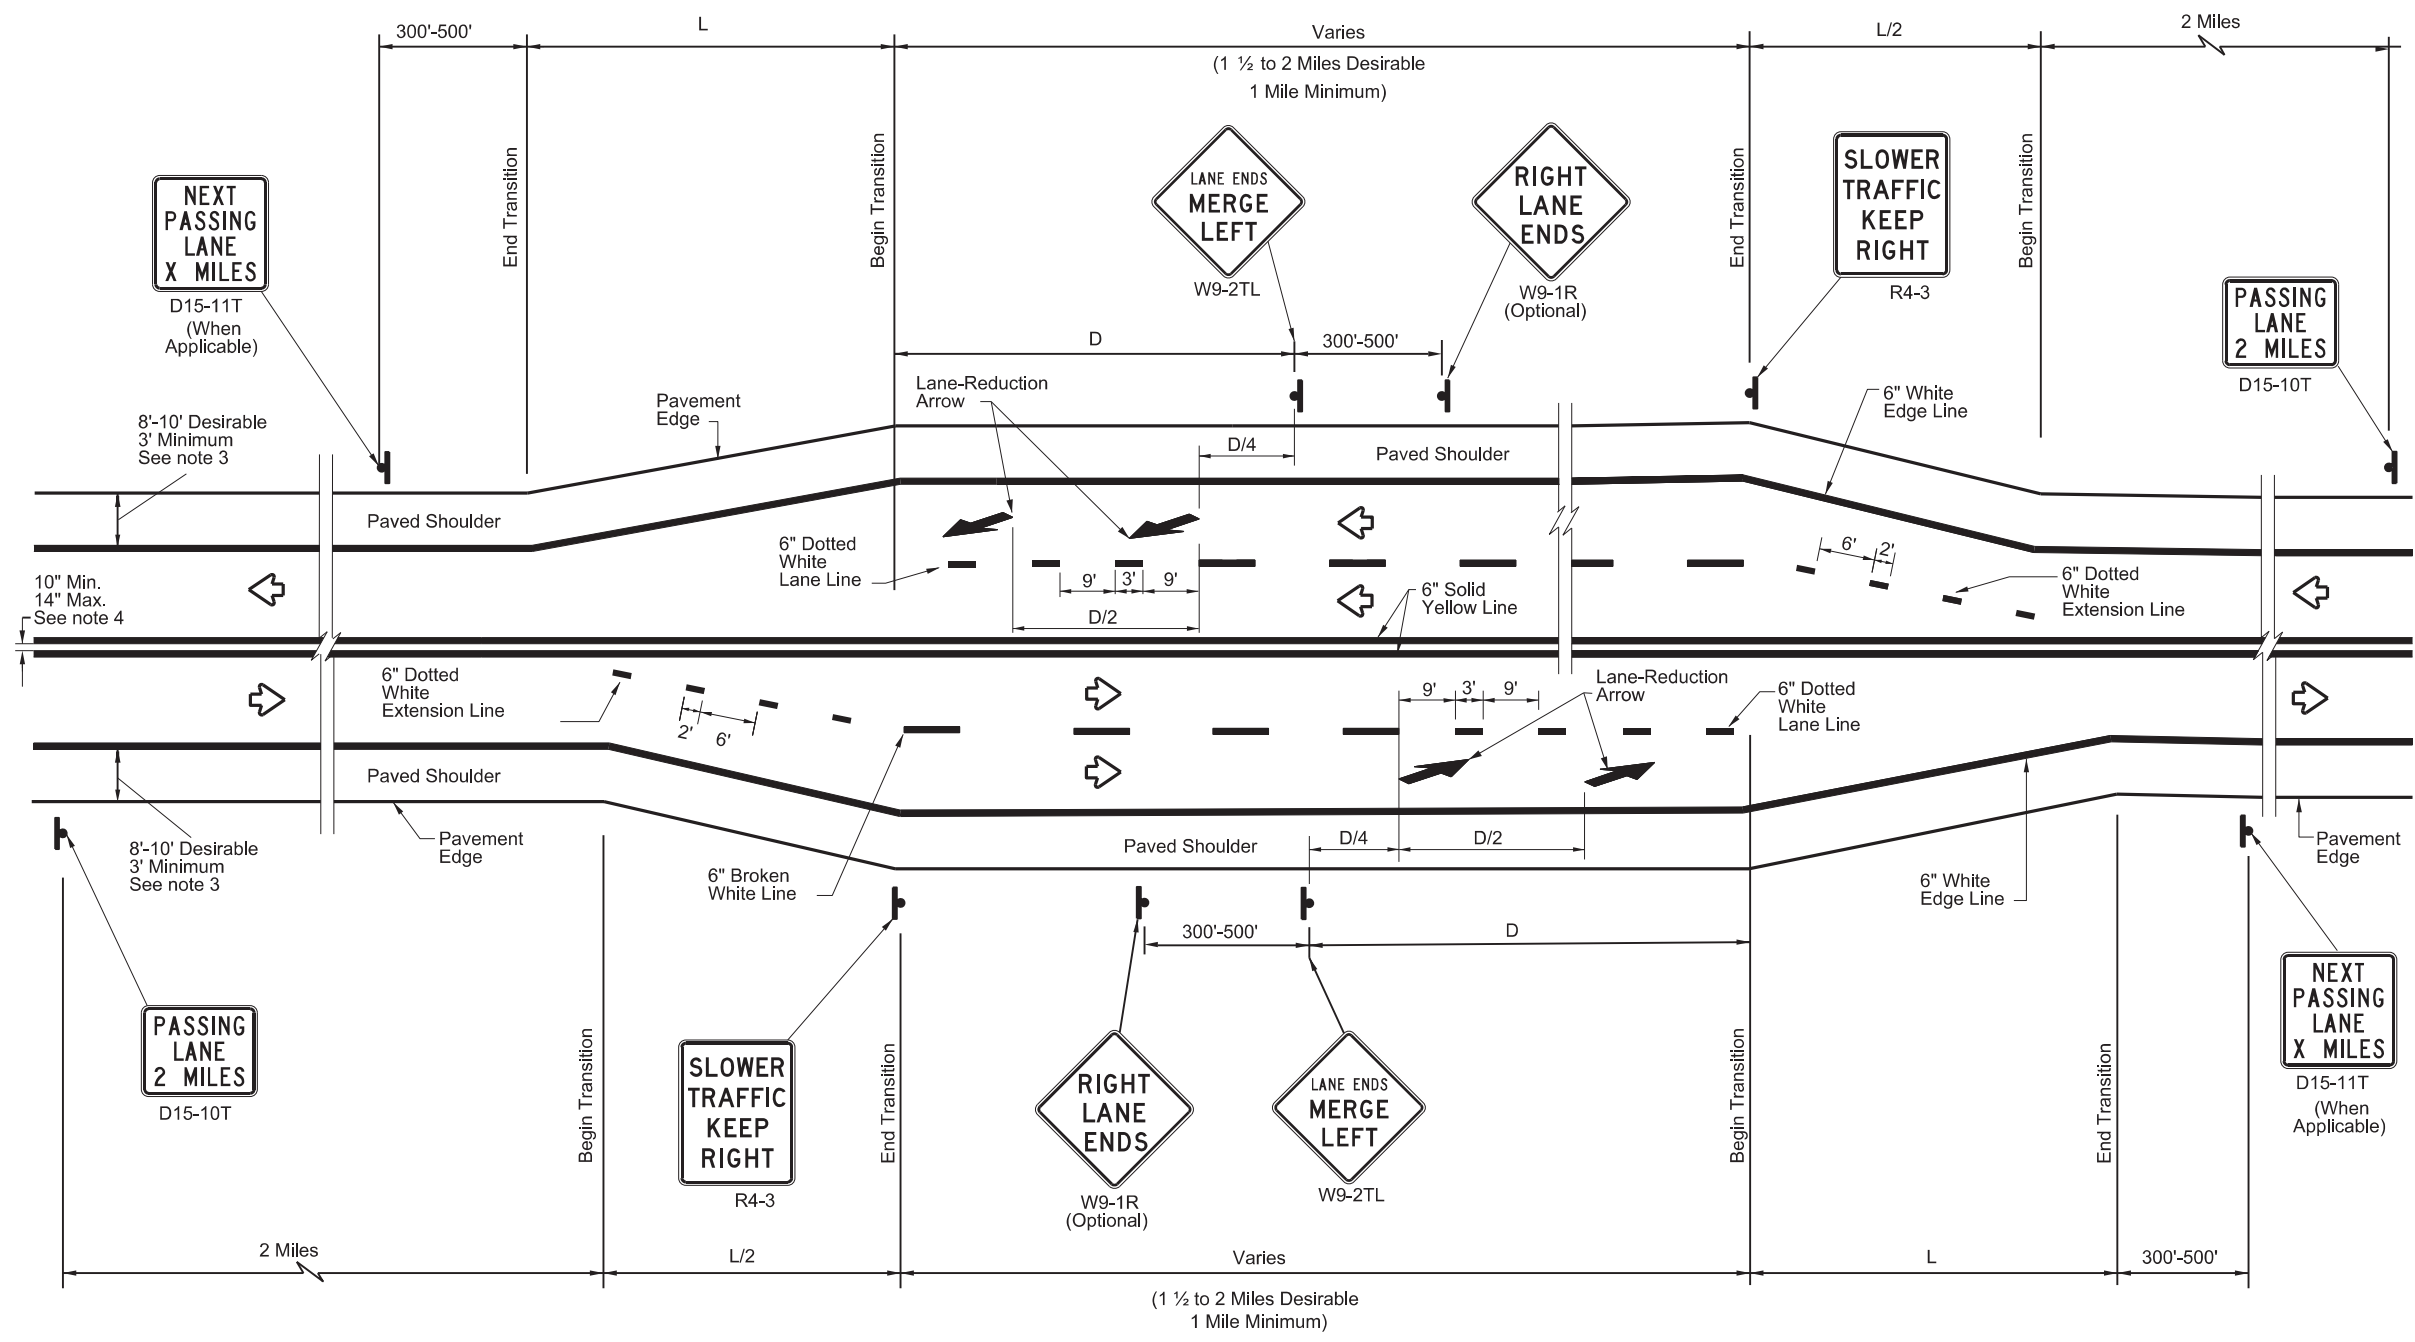 300'-500'
L
Varies
(1 ½ to 2 Miles Desirable
1 Mile Minimum)
L/2
2 Miles
End Transition
Begin Transition
End Transition
Begin Transition
NEXT
PASSING
LANE
X MILES
D15-11T
(When
Applicable)
LANE ENDS
MERGE
LEFT
W9-2TL
RIGHT
LANE
ENDS
W9-1R
(Optional)
SLOWER
TRAFFIC
KEEP
RIGHT
R4-3
PASSING
LANE
2 MILES
D15-10T
D
300'-500'
Lane-Reduction
Arrow
Pavement
Edge
8'-10' Desirable
3' Minimum
See note 3
6" White
Edge Line
D/4
Paved Shoulder
Paved Shoulder
6" Dotted
White
Lane Line
9'
3'
9'
D/2
6'
2'
6" Dotted
White
Extension Line
10" Min.
14" Max.
See note 4
6" Solid
Yellow Line
6" Dotted
White
Extension Line
2'
6'
9'
3'
9'
Lane-Reduction
Arrow
6" Dotted
White
Lane Line
Paved Shoulder
8'-10' Desirable
3' Minimum
See note 3
Pavement
Edge
6" Broken
White Line
Paved Shoulder
D/4
D/2
6" White
Edge Line
Pavement
Edge
300'-500'
D
PASSING
LANE
2 MILES
D15-10T
Begin Transition
SLOWER
TRAFFIC
KEEP
RIGHT
R4-3
End Transition
RIGHT
LANE
ENDS
W9-1R
(Optional)
LANE ENDS
MERGE
LEFT
W9-2TL
Begin Transition
End Transition
NEXT
PASSING
LANE
X MILES
D15-11T
(When
Applicable)
2 Miles
L/2
Varies
(1 ½ to 2 Miles Desirable
1 Mile Minimum)
L
300'-500'